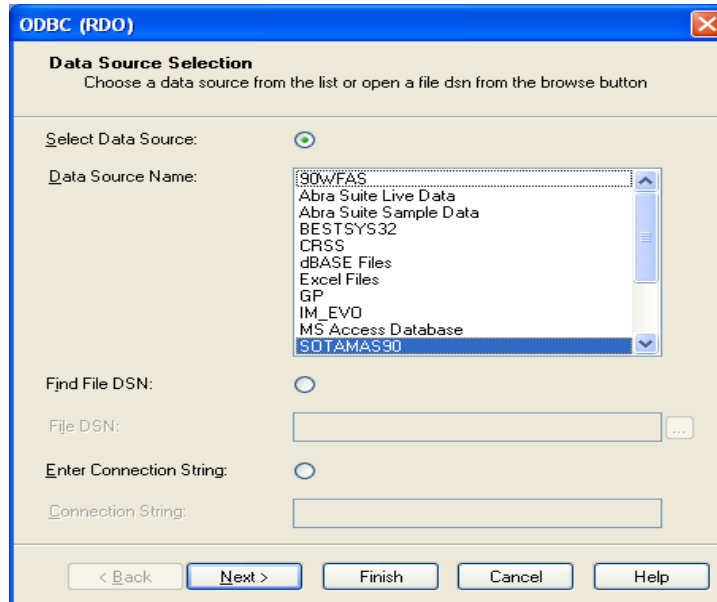 ODBC (RDO)
Data Source Selection
Choose a data source from the list or open a file dsn from the browse button
Select Data Source:
Data Source Name:
90WFAS
Abra Suite Live Data
Abra Suite Sample Data
BESTSYS32
CRSS
dBASE Files
Excel Files
GP
IM_EVO
MS Access Database
SOTAMAS90
Find File DSN:
File DSN:
...
Enter Connection String:
Connection String:
< Back
Next >
Finish
Cancel
Help